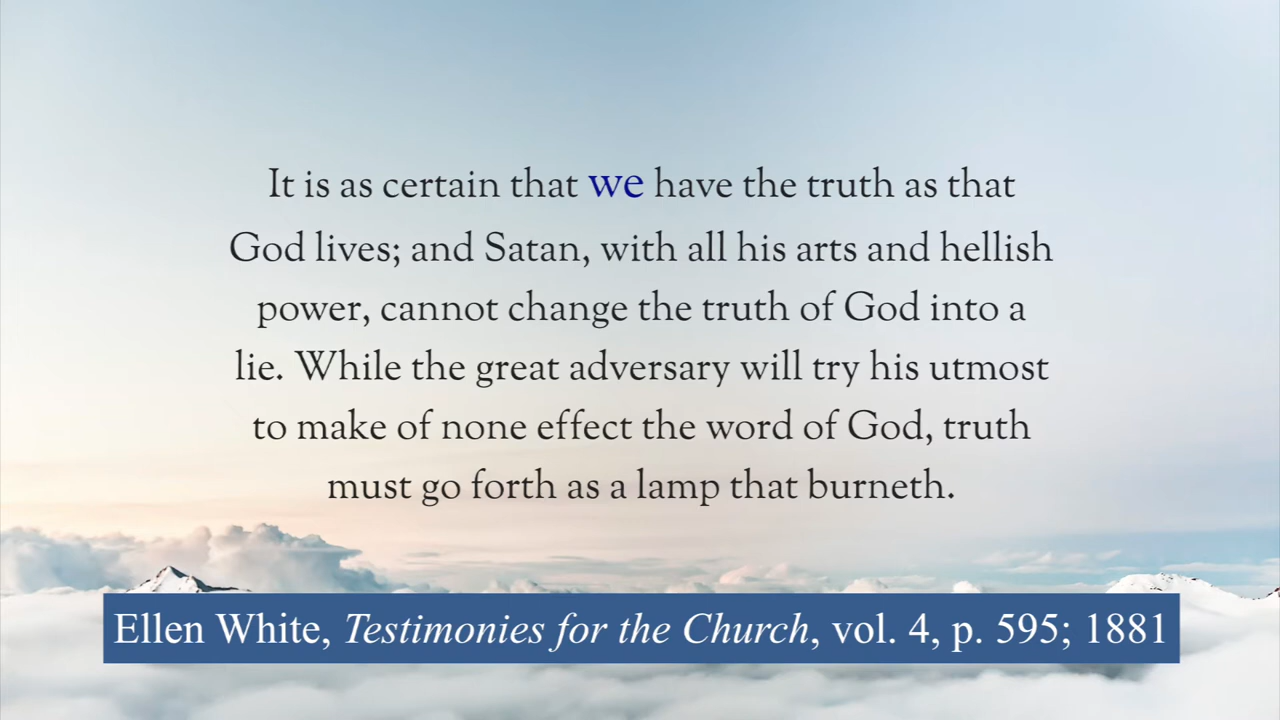 It is as certain that we have the truth as that
God lives; and Satan, with all his arts and hellish
power, cannot change the truth of God into a
lie. While the great adversary will try his utmost
to make of none effect the word of God, truth
must go forth as a lamp that burneth.
Ellen White, Testimonies for the Church, vol. 4, p. 595; 1881